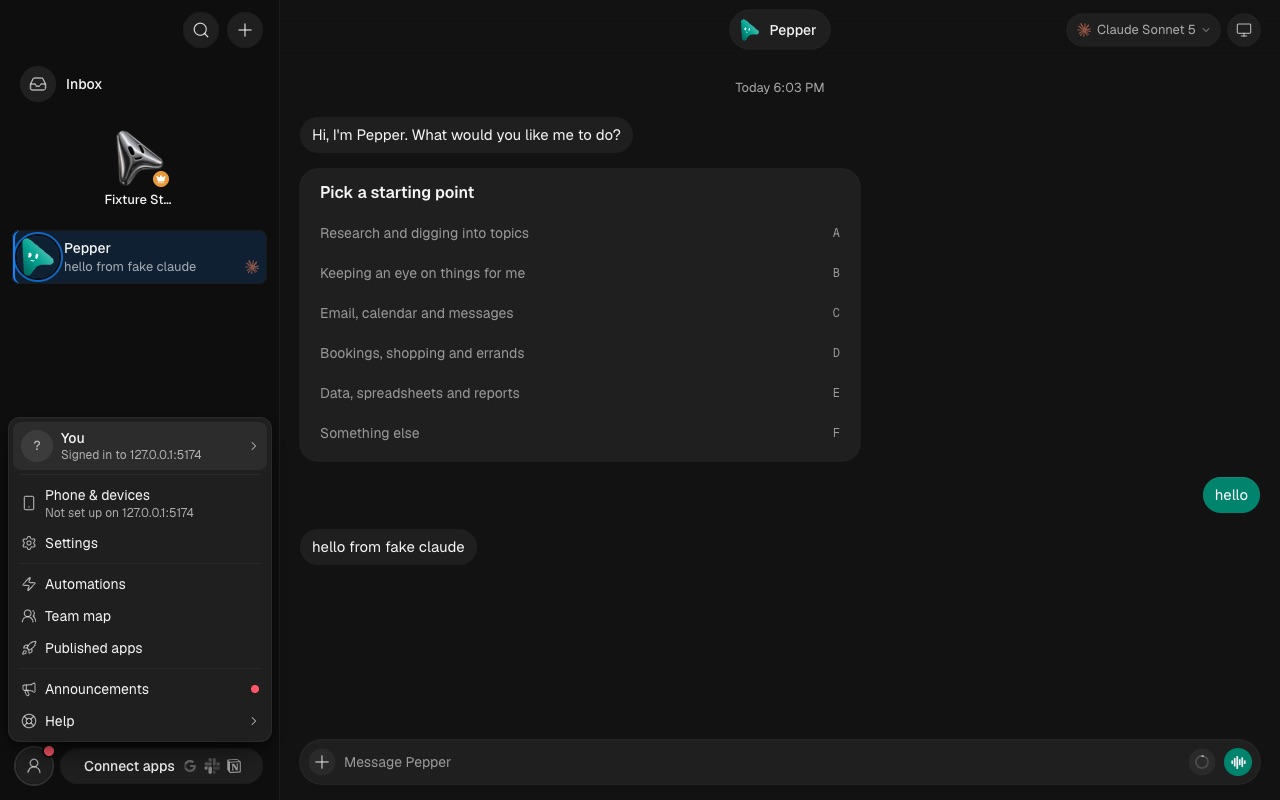 Inbox
Fixture St...
Pepper
hello from fake claude
?
You
Signed in to 127.0.0.1:5174
Phone & devices
Not set up on 127.0.0.1:5174
Settings
Automations
Team map
Published apps
Announcements
Help
Connect apps
Pepper
Claude Sonnet 5
Today 6:03 PM
Hi, I'm Pepper. What would you like me to do?
Pick a starting point
Research and digging into topics A
Keeping an eye on things for me B
Email, calendar and messages C
Bookings, shopping and errands D
Data, spreadsheets and reports E
Something else F
hello
hello from fake claude
Message Pepper